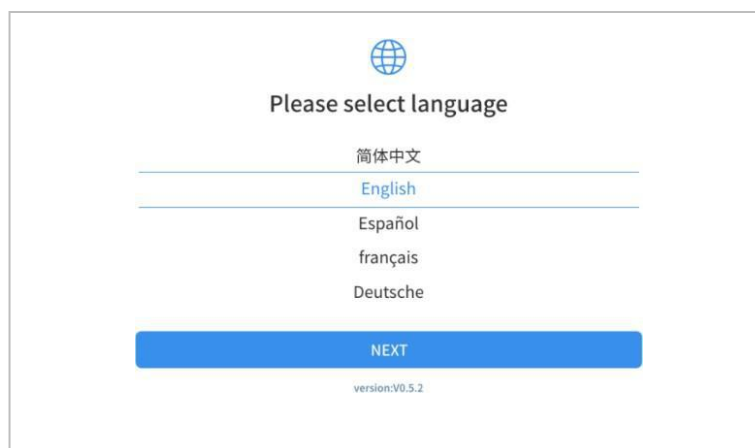 Please select language
简体中文
English
Español
français
Deutsche
NEXT
version:V0.5.2